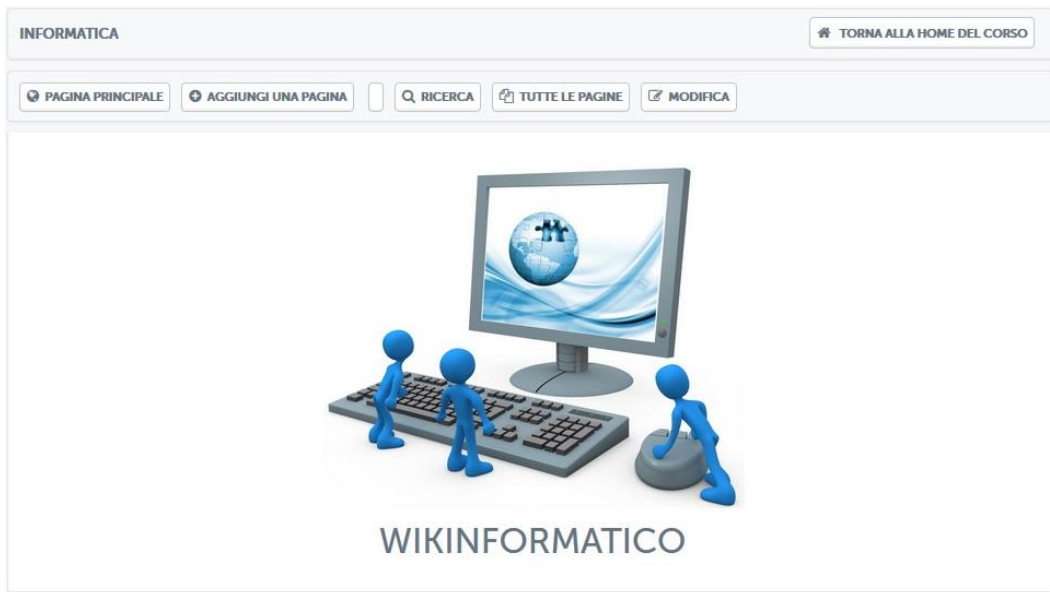 INFORMATICA
TORNA ALLA HOME DEL CORSO
PAGINA PRINCIPALE AGGIUNGI UNA PAGINA RICERCA TUTTE LE PAGINE MODIFICA
WIKINFORMATICO